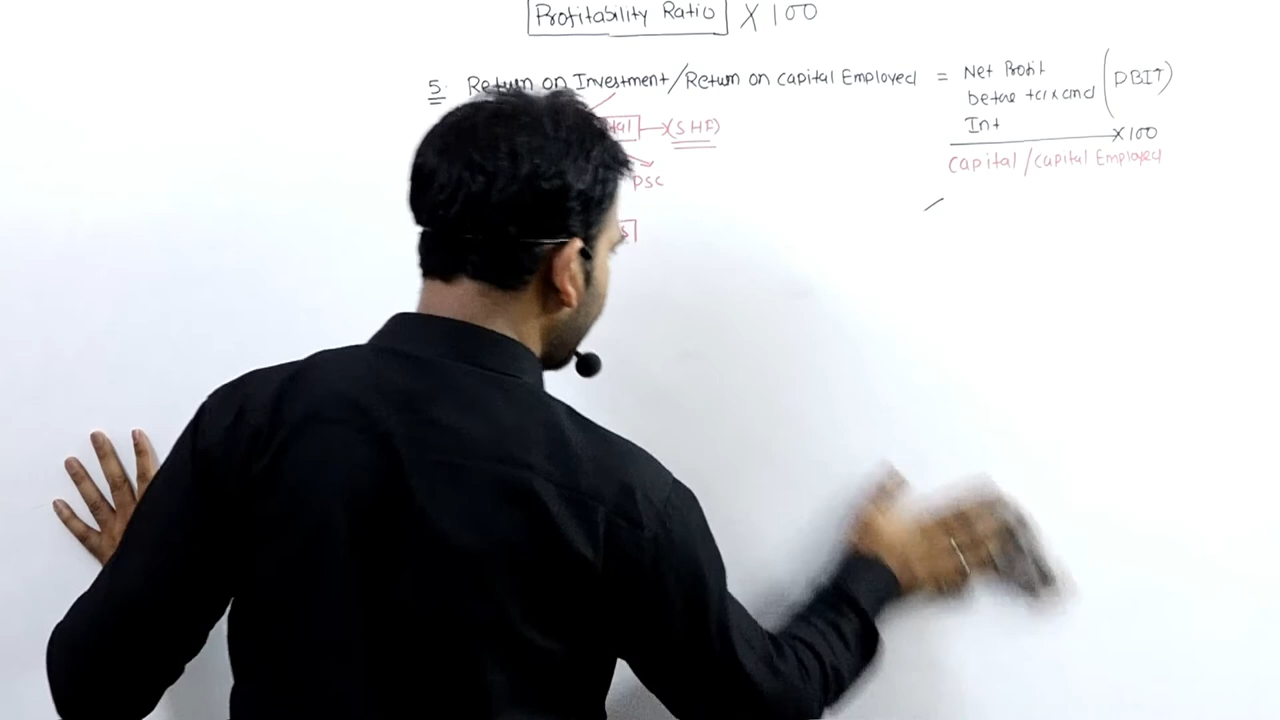 Profitability Ratio X 100
5. Return on Investment/Return on Capital Employed = Net Profit before tax and Int (PBIT)
X100
Capital/Capital Employed
(SHF)
PSC